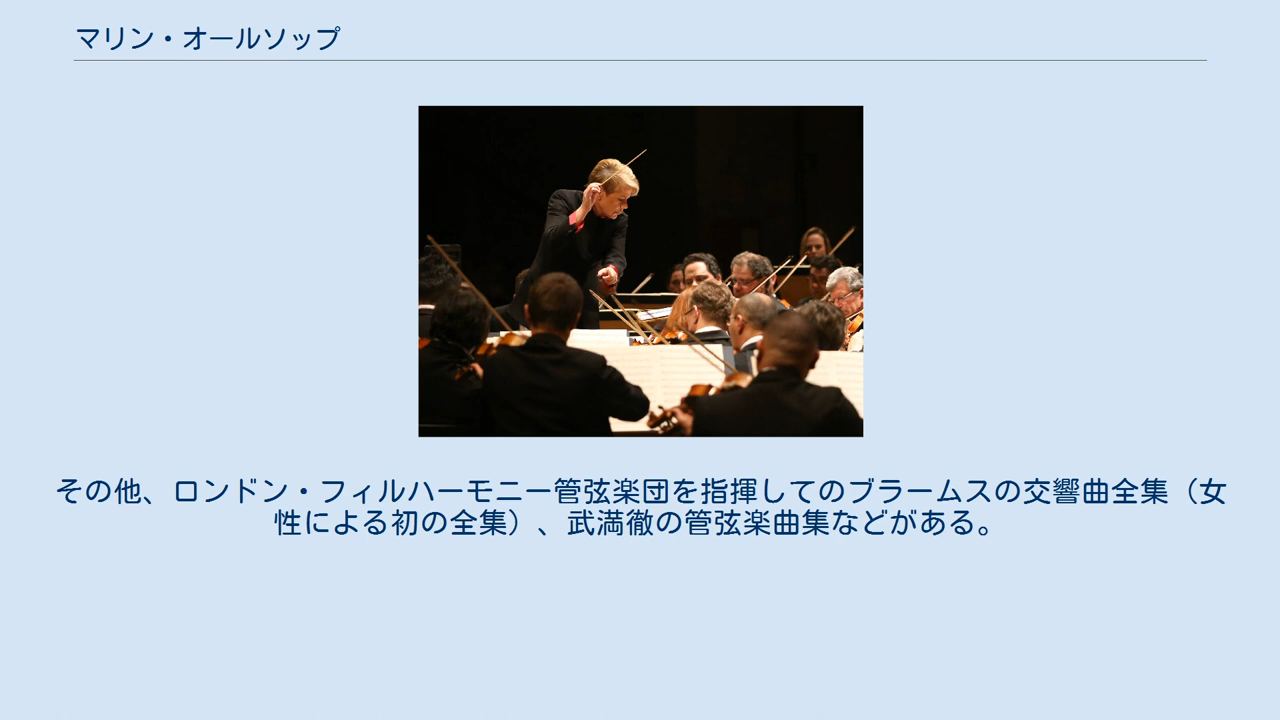 マリン・オールソップ
その他、ロンドン・フィルハーモニー管弦楽団を指揮してのブラームスの交響曲全集（女
性による初の全集）、武満徹の管弦楽曲集などがある。